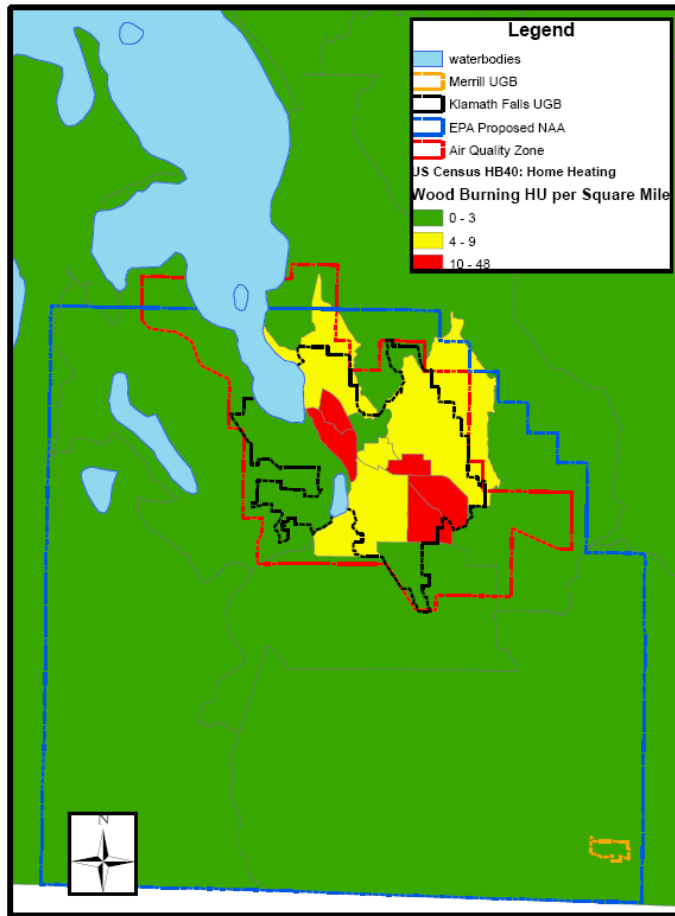 Legend
waterbodies
Merrill UGB
Klamath Falls UGB
EPA Proposed NAA
Air Quality Zone
US Census HB40: Home Heating
Wood Burning HU per Square Mile
0 - 3
4 - 9
10 - 48
N